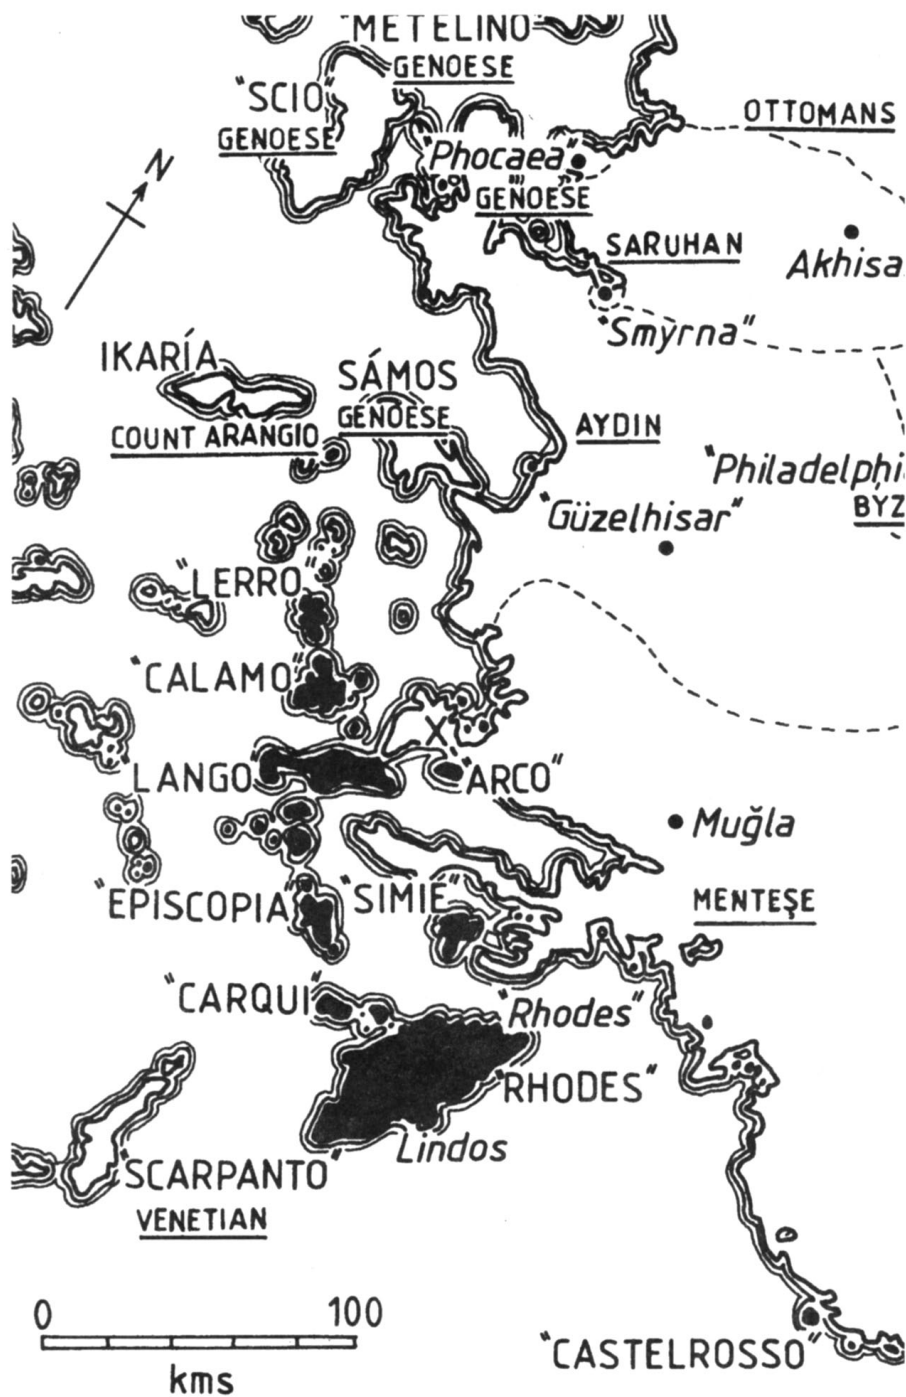 "METELINO"
GENOESE
"SCIO"
GENOESE
OTTOMANS
"Phocaea"
GENOESE
N
SARUHAN
Akhisa
"Smyrna"
IKARÍA
SÁMOS
GENOESE
COUNT ARANGIO
AYDIN
"Philadelphi
BYZ
"Güzelhisar"
"LERRO"
"CALAMO"
X
"LANGO"
"ARCO"
Muğla
"EPISCOPIA"
"SIMIE"
MENTEŞE
"CARQUI"
"Rhodes"
"RHODES"
Lindos
"SCARPANTO"
VENETIAN
0 100
kms
"CASTELROSSO"